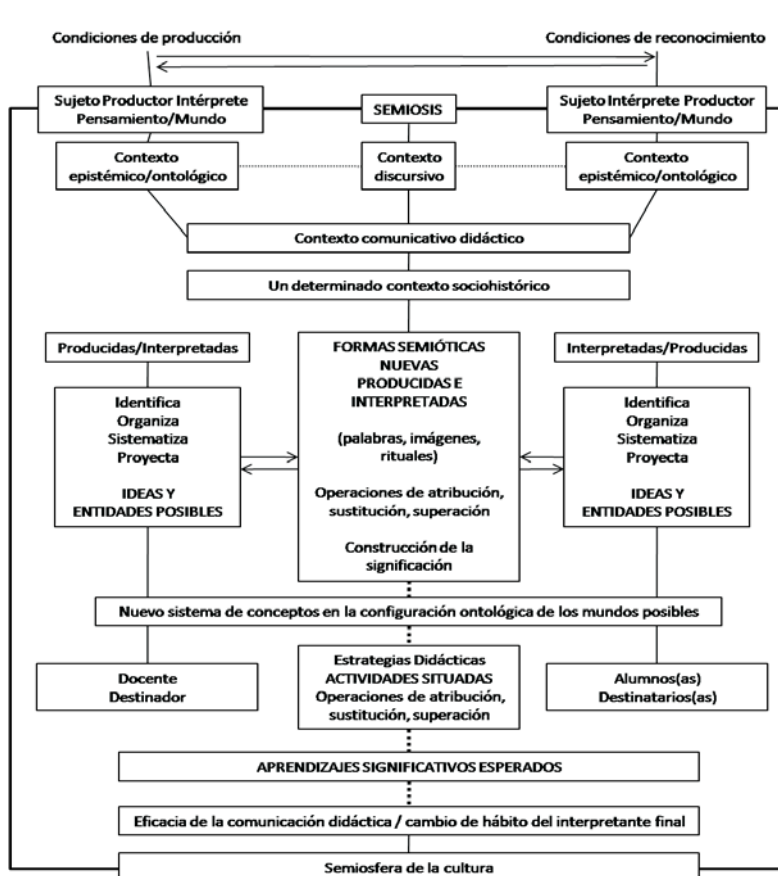 Condiciones de producción
Condiciones de reconocimiento
Sujeto Productor Intérprete
Pensamiento/Mundo
SEMIOSIS
Sujeto Intérprete Productor
Pensamiento/Mundo
Contexto
epistémico/ontológico
Contexto
discursivo
Contexto
epistémico/ontológico
Contexto comunicativo didáctico
Un determinado contexto sociohistórico
Producidas/Interpretadas
FORMAS SEMIÓTICAS
NUEVAS
PRODUCIDAS E
INTERPRETADAS
(palabras, imágenes,
rituales)
Operaciones de atribución,
sustitución, superación
Construcción de la
significación
Interpretadas/Producidas
Identifica
Organiza
Sistematiza
Proyecta
IDEAS Y
ENTIDADES POSIBLES
Identifica
Organiza
Sistematiza
Proyecta
IDEAS Y
ENTIDADES POSIBLES
Nuevo sistema de conceptos en la configuración ontológica de los mundos posibles
Docente
Destinador
Estrategias Didácticas
ACTIVIDADES SITUADAS
Operaciones de atribución,
sustitución, superación
Alumnos(as)
Destinatarios(as)
APRENDIZAJES SIGNIFICATIVOS ESPERADOS
Eficacia de la comunicación didáctica / cambio de hábito del interpretante final
Semiosfera de la cultura